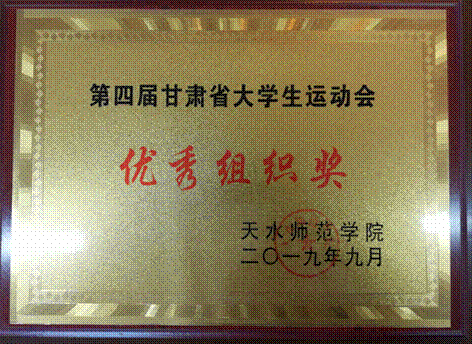 第四届甘肃省大学生运动会
优秀组织奖
天水师范学院
二〇一九年九月